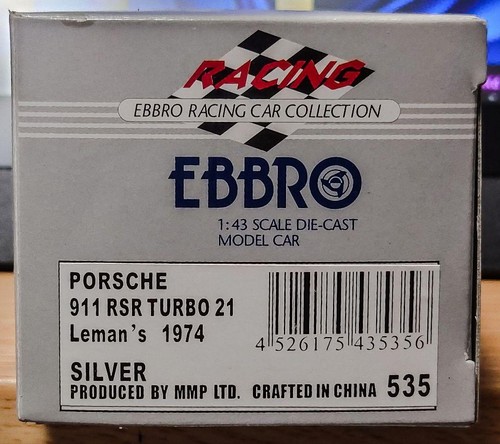 RACING
EBBRO RACING CAR COLLECTION
EBBRO
1:43 SCALE DIE-CAST
MODEL CAR
PORSCHE
911 RSR TURBO 21
Leman's 1974
4 526175 435356
SILVER
PRODUCED BY MMP LTD. CRAFTED IN CHINA 535